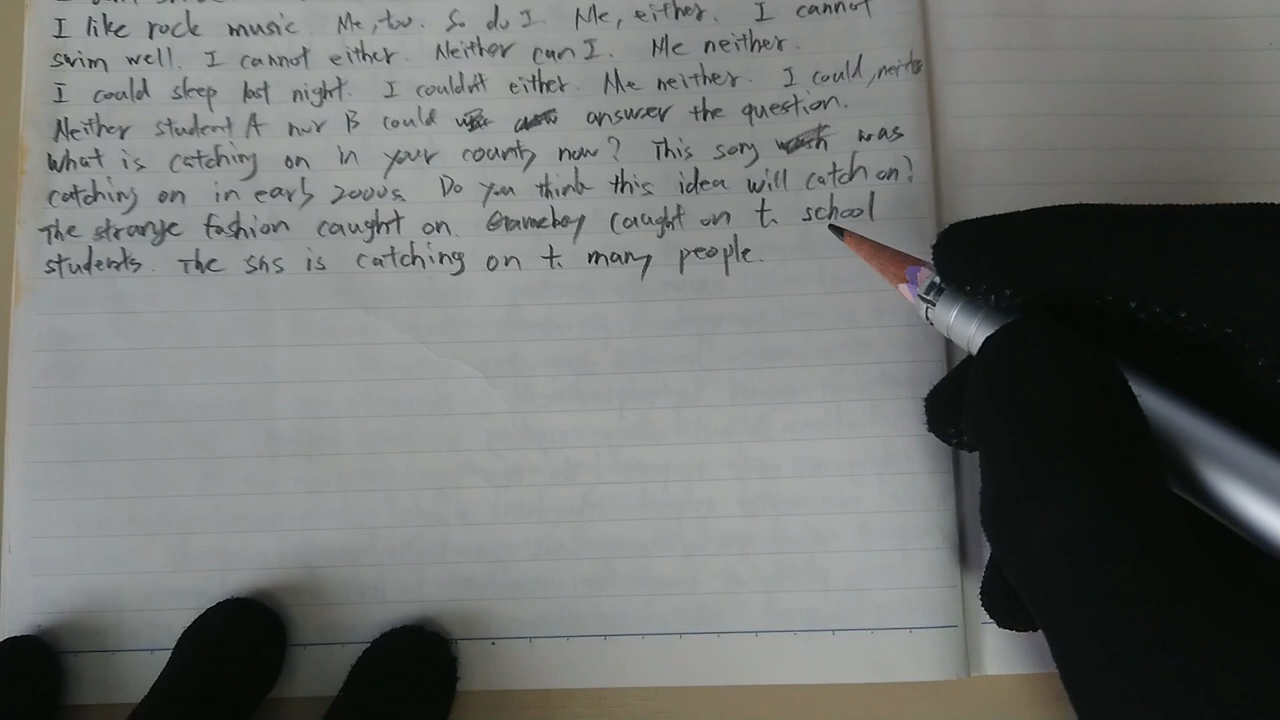 I like rock music. Me, too. So do I. Me, either. I cannot
swim well. I cannot either. Neither can I. Me neither.
I could sleep last night. I couldn't either. Me neither. I could, neither
Neither student A nor B could answer the question.
What is catching on in your country now? This song was
catching on in early 2000s. Do you think this idea will catch on?
The strange fashion caught on. Gameboy caught on to school
students. The SNS is catching on to many people.